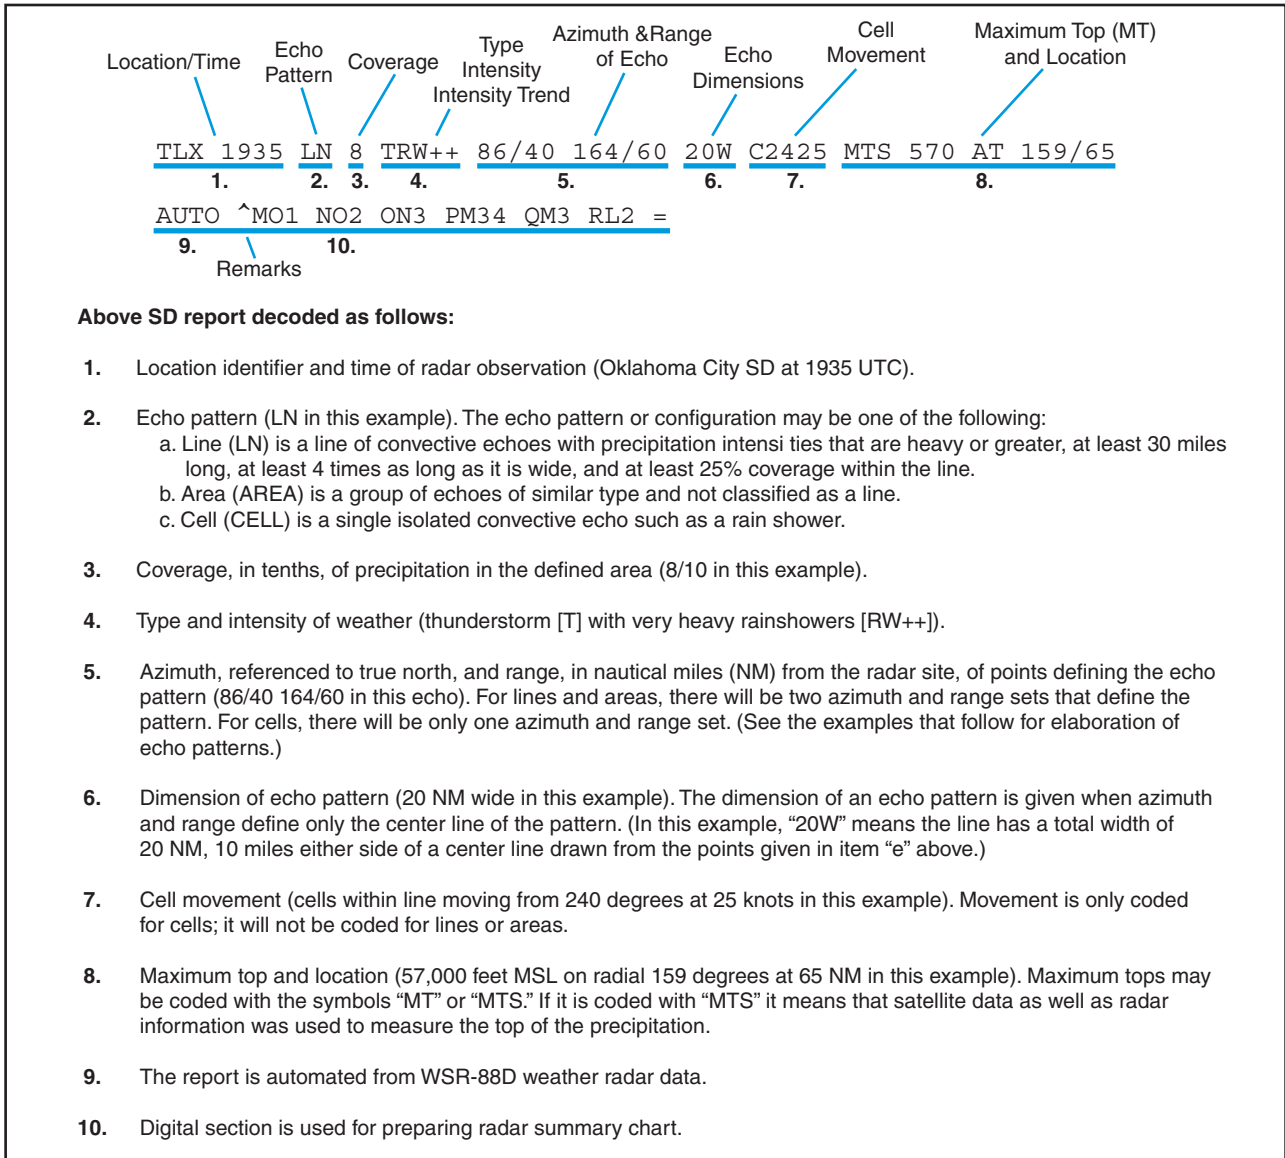 Location/Time
Echo
Pattern
Coverage
Type
Intensity
Intensity Trend
Azimuth &Range
of Echo
Echo
Dimensions
Cell
Movement
Maximum Top (MT)
and Location
TLX 1935 LN 8 TRW++ 86/40 164/60 20W C2425 MTS 570 AT 159/65
1. 2. 3. 4. 5. 6. 7. 8.
AUTO ^MO1 NO2 ON3 PM34 QM3 RL2 =
9. 10.
Remarks
Above SD report decoded as follows:
1. Location identifier and time of radar observation (Oklahoma City SD at 1935 UTC).
2. Echo pattern (LN in this example). The echo pattern or configuration may be one of the following:
a. Line (LN) is a line of convective echoes with precipitation intensi ties that are heavy or greater, at least 30 miles
long, at least 4 times as long as it is wide, and at least 25% coverage within the line.
b. Area (AREA) is a group of echoes of similar type and not classified as a line.
c. Cell (CELL) is a single isolated convective echo such as a rain shower.
3. Coverage, in tenths, of precipitation in the defined area (8/10 in this example).
4. Type and intensity of weather (thunderstorm [T] with very heavy rainshowers [RW++]).
5. Azimuth, referenced to true north, and range, in nautical miles (NM) from the radar site, of points defining the echo
pattern (86/40 164/60 in this echo). For lines and areas, there will be two azimuth and range sets that define the
pattern. For cells, there will be only one azimuth and range set. (See the examples that follow for elaboration of
echo patterns.)
6. Dimension of echo pattern (20 NM wide in this example). The dimension of an echo pattern is given when azimuth
and range define only the center line of the pattern. (In this example, “20W” means the line has a total width of
20 NM, 10 miles either side of a center line drawn from the points given in item “e” above.)
7. Cell movement (cells within line moving from 240 degrees at 25 knots in this example). Movement is only coded
for cells; it will not be coded for lines or areas.
8. Maximum top and location (57,000 feet MSL on radial 159 degrees at 65 NM in this example). Maximum tops may
be coded with the symbols “MT” or “MTS.” If it is coded with “MTS” it means that satellite data as well as radar
information was used to measure the top of the precipitation.
9. The report is automated from WSR-88D weather radar data.
10. Digital section is used for preparing radar summary chart.